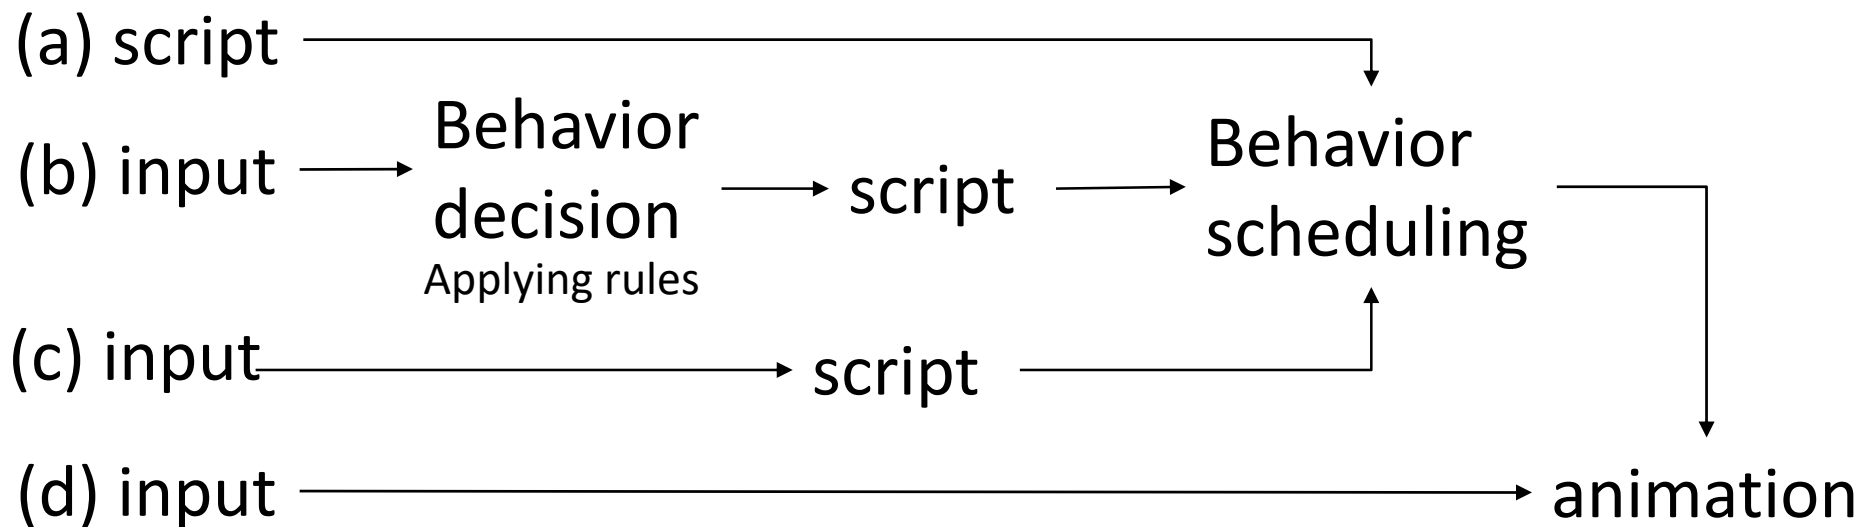 (a) script
(b) input
Behavior
decision
Applying rules
script
Behavior
scheduling
(c) input
script
(d) input
animation